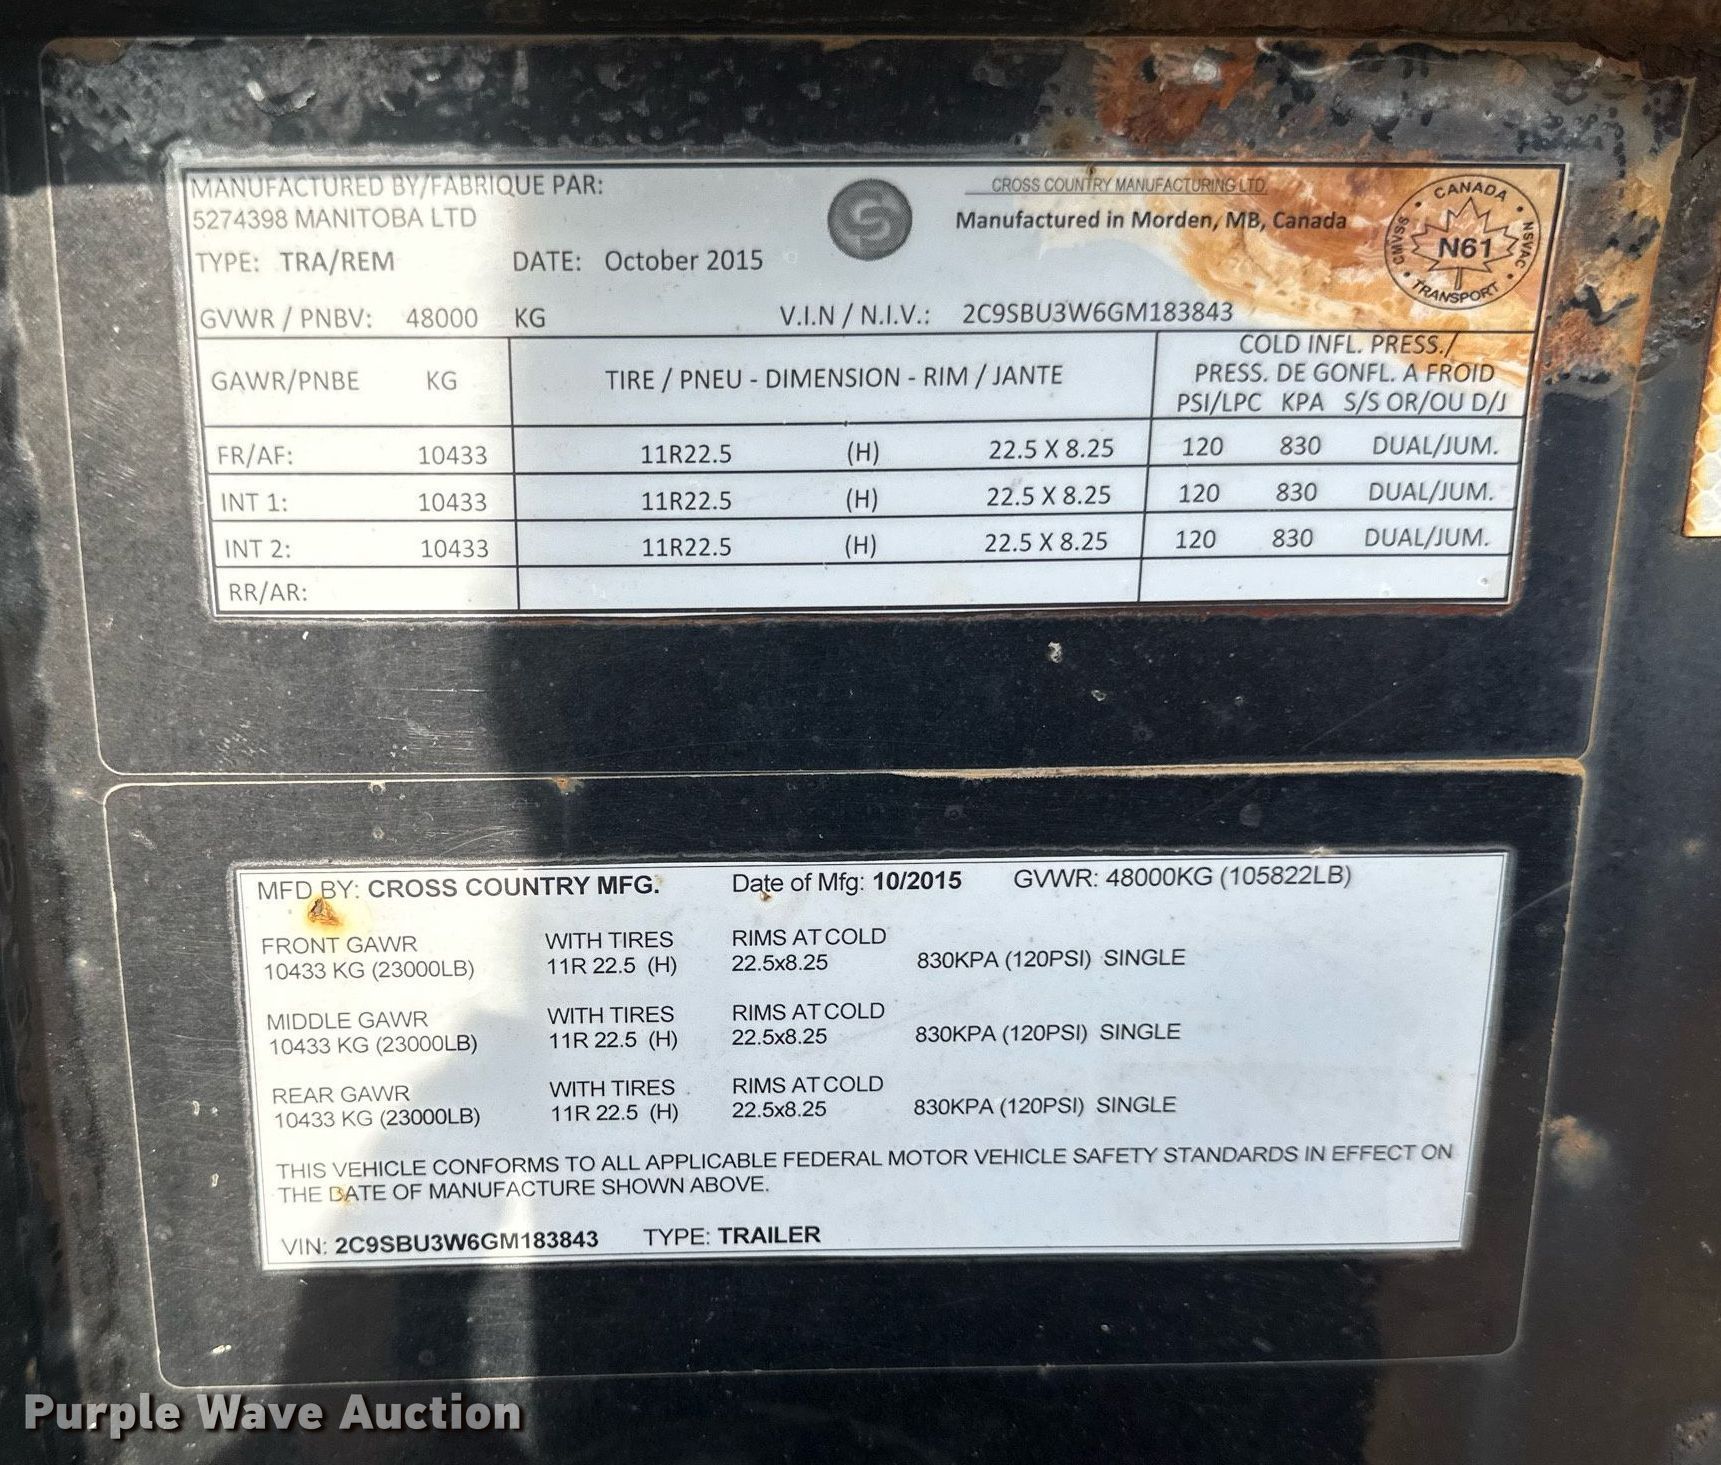 MANUFACTURED BY/FABRIQUE PAR:
5274398 MANITOBA LTD
CROSS COUNTRY MANUFACTURING LTD.
Manufactured in Morden, MB, Canada
CANADA
CMVSS
N61
NSVAC
TRANSPORT
TYPE: TRA/REM DATE: October 2015
GVWR / PNBV: 48000 KG V.I.N / N.I.V.: 2C9SBU3W6GM183843
GAWR/PNBE KG TIRE / PNEU - DIMENSION - RIM / JANTE
COLD INFL. PRESS./
PRESS. DE GONFL. A FROID
PSI/LPC KPA S/S OR/OU D/J
FR/AF: 10433 11R22.5 (H) 22.5 X 8.25 120 830 DUAL/JUM.
INT 1: 10433 11R22.5 (H) 22.5 X 8.25 120 830 DUAL/JUM.
INT 2: 10433 11R22.5 (H) 22.5 X 8.25 120 830 DUAL/JUM.
RR/AR:
MFD BY: CROSS COUNTRY MFG. Date of Mfg: 10/2015 GVWR: 48000KG (105822LB)
FRONT GAWR WITH TIRES RIMS AT COLD
10433 KG (23000LB) 11R 22.5 (H) 22.5x8.25 830KPA (120PSI) SINGLE
MIDDLE GAWR WITH TIRES RIMS AT COLD
10433 KG (23000LB) 11R 22.5 (H) 22.5x8.25 830KPA (120PSI) SINGLE
REAR GAWR WITH TIRES RIMS AT COLD
10433 KG (23000LB) 11R 22.5 (H) 22.5x8.25 830KPA (120PSI) SINGLE
THIS VEHICLE CONFORMS TO ALL APPLICABLE FEDERAL MOTOR VEHICLE SAFETY STANDARDS IN EFFECT ON
THE DATE OF MANUFACTURE SHOWN ABOVE.
VIN: 2C9SBU3W6GM183843 TYPE: TRAILER
Purple Wave Auction